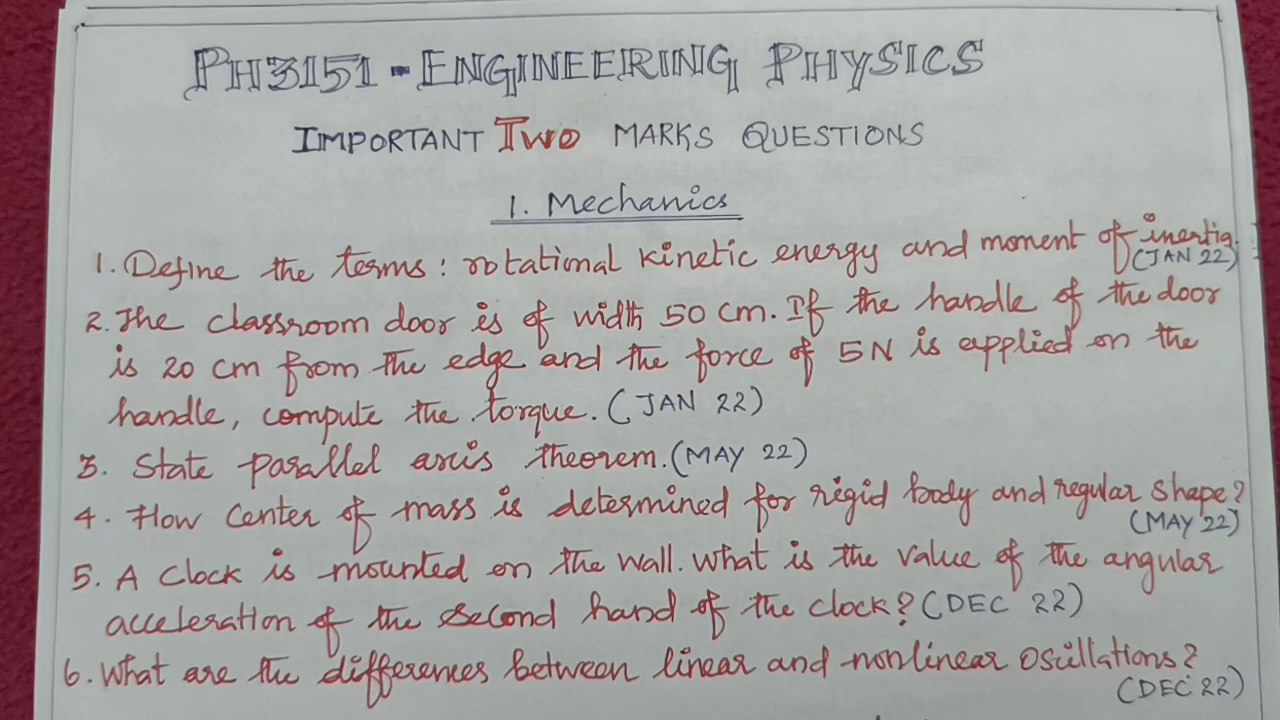 PH3151 - ENGINEERING PHYSICS
IMPORTANT TWO MARKS QUESTIONS
1. Mechanics
1. Define the terms: rotational kinetic energy and moment of inertia.
(JAN 22)
2. The classroom door is of width 50 cm. If the handle of the door
is 20 cm from the edge and the force of 5N is applied on the
handle, compute the torque. (JAN 22)
3. State parallel axis theorem. (MAY 22)
4. How center of mass is determined for rigid body and regular shape?
(MAY 22)
5. A clock is mounted on the wall. What is the value of the angular
acceleration of the second hand of the clock? (DEC 22)
6. What are the differences between linear and nonlinear oscillations?
(DEC 22)